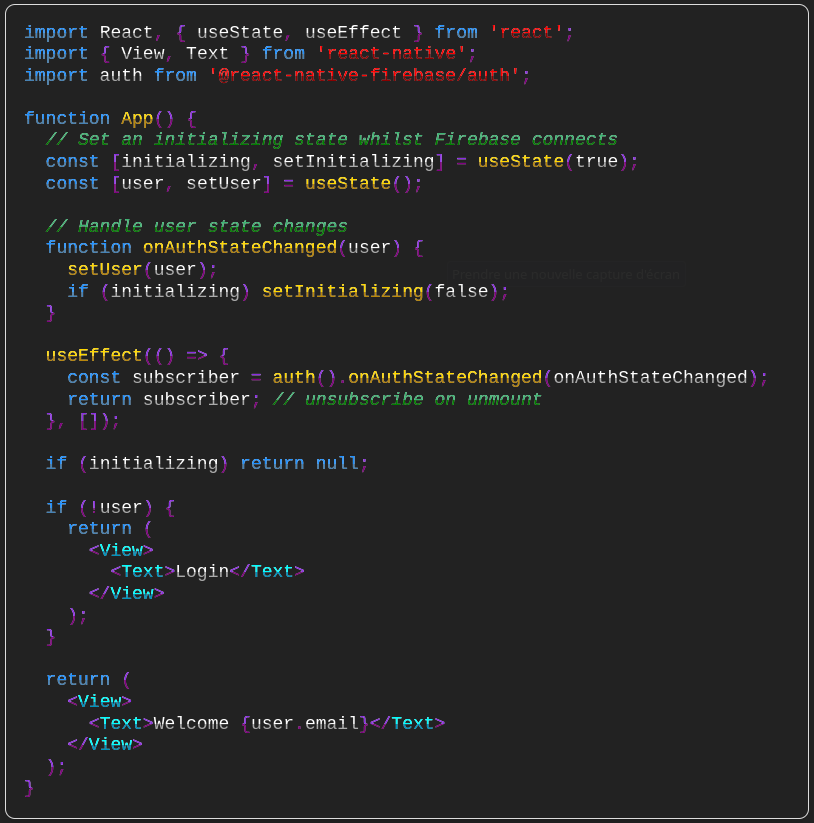 import React, { useState, useEffect } from 'react';
import { View, Text } from 'react-native';
import auth from '@react-native-firebase/auth';

function App() {
  // Set an initializing state whilst Firebase connects
  const [initializing, setInitializing] = useState(true);
  const [user, setUser] = useState();

  // Handle user state changes
  function onAuthStateChanged(user) {
    setUser(user);
Prendre une nouvelle capture d'écran
    if (initializing) setInitializing(false);
  }

  useEffect(() => {
    const subscriber = auth().onAuthStateChanged(onAuthStateChanged);
    return subscriber; // unsubscribe on unmount
  }, []);

  if (initializing) return null;

  if (!user) {
    return (
      <View>
        <Text>Login</Text>
      </View>
    );
  }

  return (
    <View>
      <Text>Welcome {user.email}</Text>
    </View>
  );
}